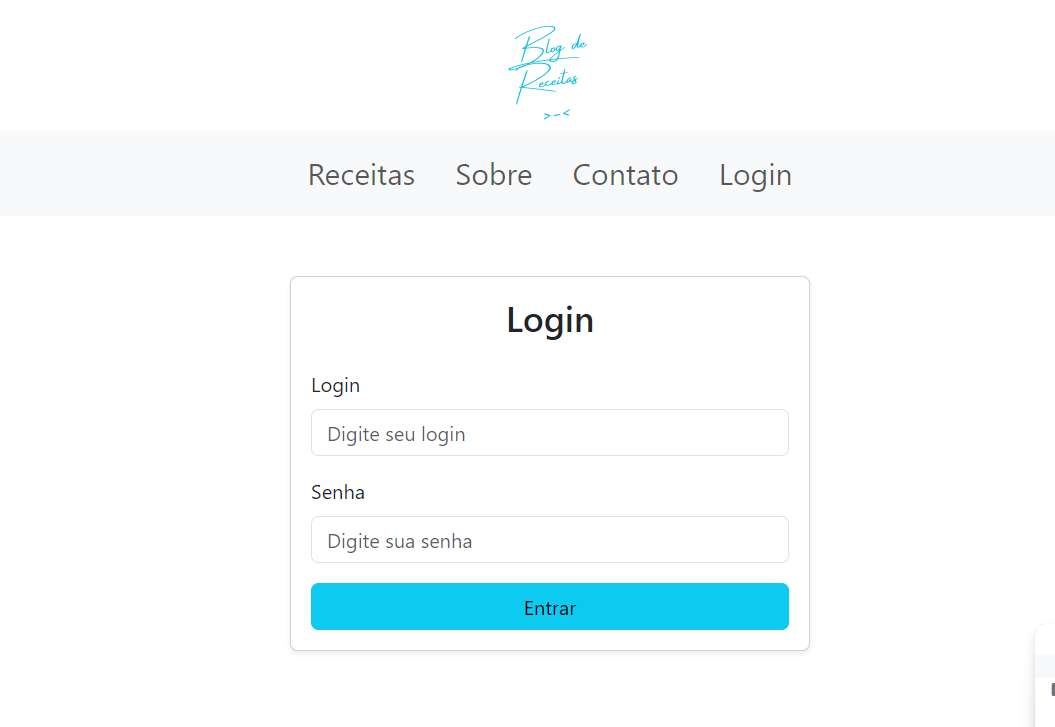 Blog de
Receitas
>-<
Receitas Sobre Contato Login
Login
Login
Digite seu login
Senha
Digite sua senha
Entrar